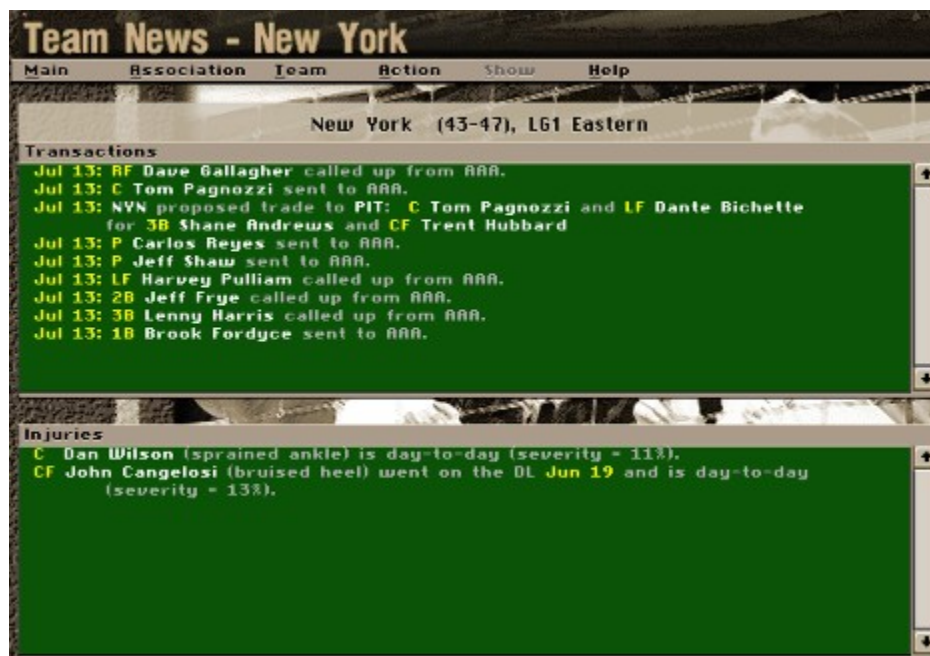 Team News - New York
Main Association Team Action Show Help
New York (43-47), LG1 Eastern
Transactions
Jul 13: RF Dave Gallagher called up from AAA.
Jul 13: C Tom Pagnozzi sent to AAA.
Jul 13: NYN proposed trade to PIT: C Tom Pagnozzi and LF Dante Bichette
for 3B Shane Andrews and CF Trent Hubbard
Jul 13: P Carlos Reyes sent to AAA.
Jul 13: P Jeff Shaw sent to AAA.
Jul 13: LF Harvey Pulliam called up from AAA.
Jul 13: 2B Jeff Frye called up from AAA.
Jul 13: 3B Lenny Harris called up from AAA.
Jul 13: 1B Brook Fordyce sent to AAA.
Injuries
C Dan Wilson (sprained ankle) is day-to-day (severity = 11%).
CF John Cangelosi (bruised heel) went on the DL Jun 19 and is day-to-day
(severity = 13%).